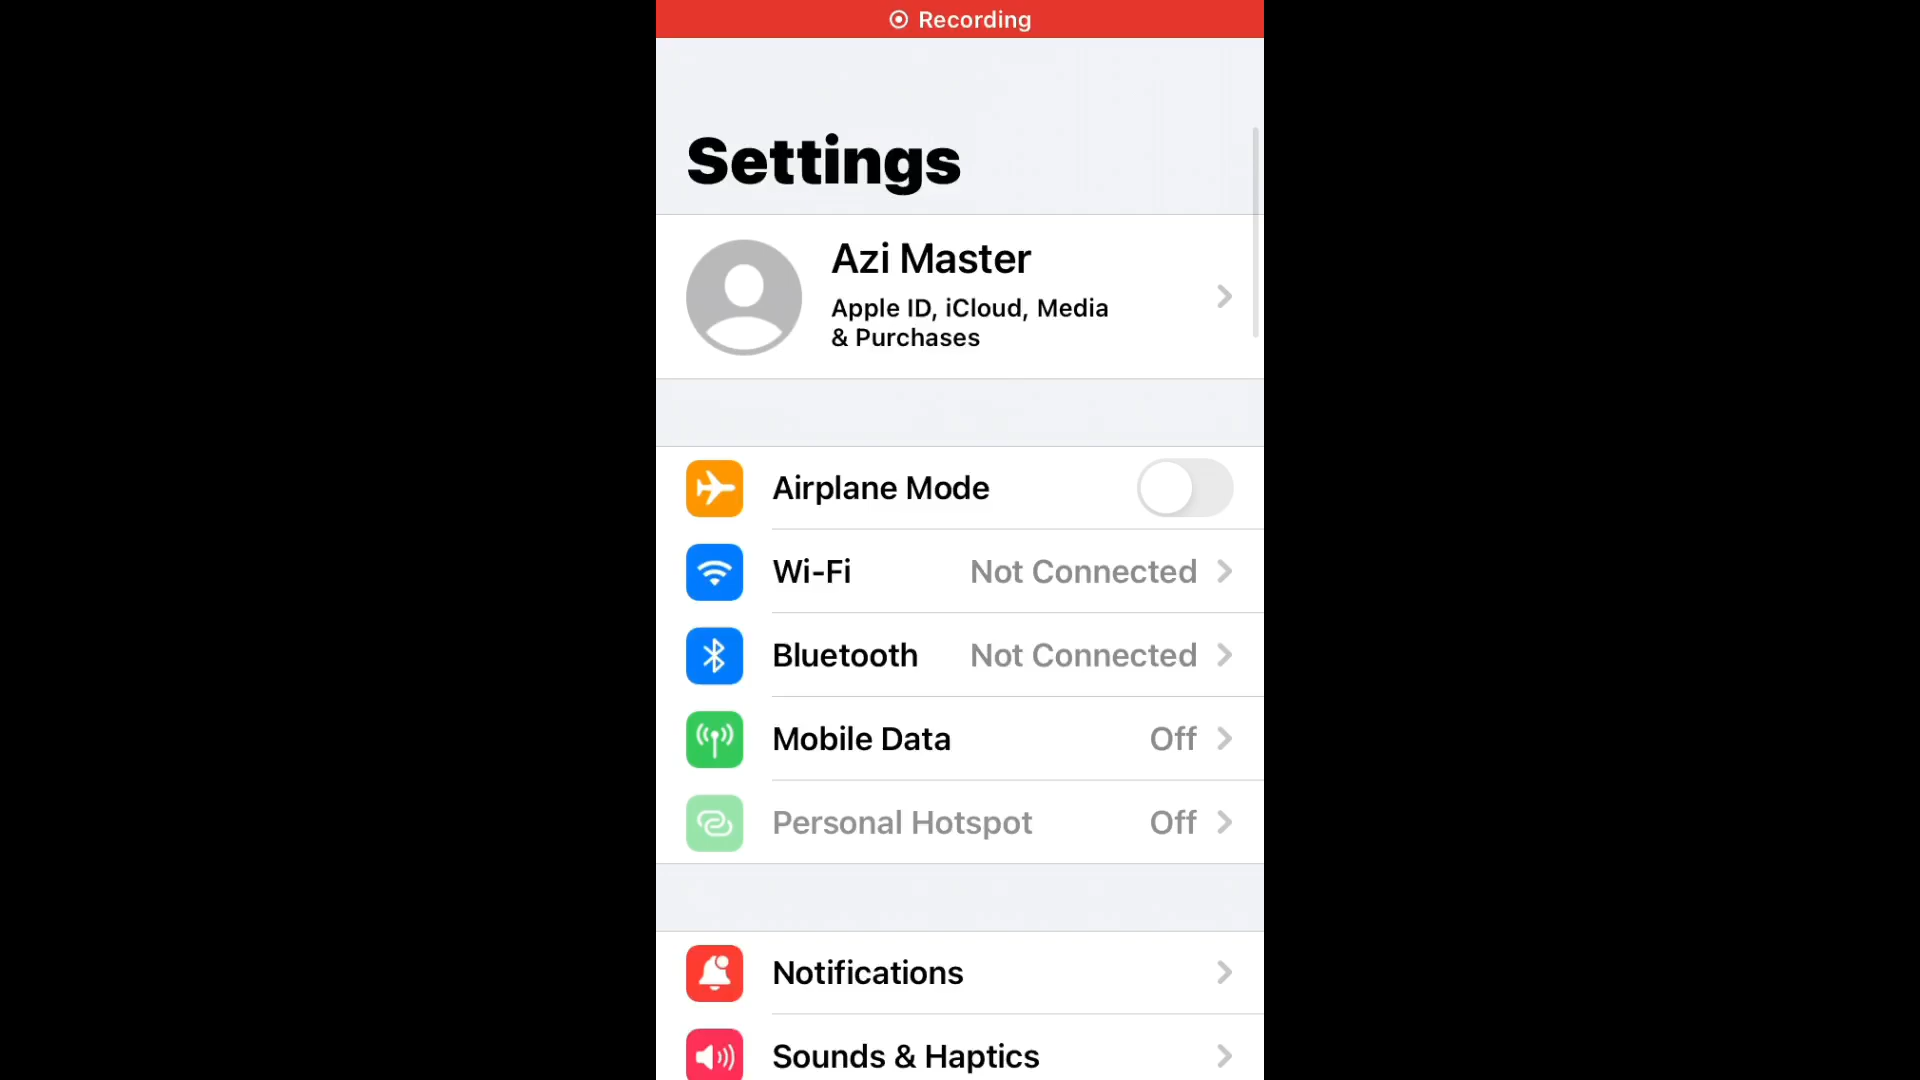 Recording
Settings
Azi Master
Apple ID, iCloud, Media
& Purchases
Airplane Mode
Wi-Fi Not Connected
Bluetooth Not Connected
Mobile Data Off
Personal Hotspot Off
Notifications
Sounds & Haptics